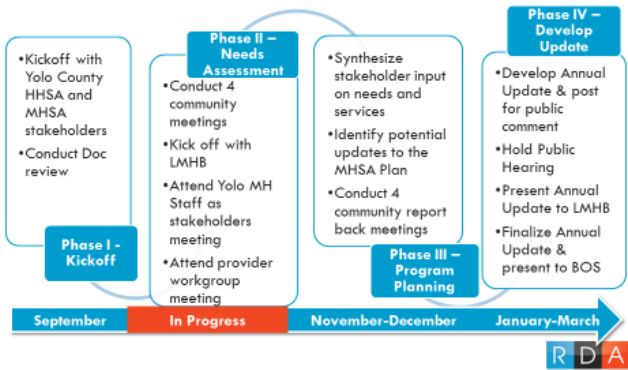 •Kickoff with
Yolo County
HHSA and
MHSA
stakeholders
•Conduct Doc
review
Phase I -
Kickoff
Phase II –
Needs
Assessment
•Conduct 4
community
meetings
•Kick off with
LMHB
•Attend Yolo MH
Staff as
stakeholders
meeting
•Attend provider
workgroup
meeting
•Synthesize
stakeholder input
on needs and
services
•Identify potential
updates to the
MHSA Plan
•Conduct 4
community report
back meetings
Phase III –
Program
Planning
Phase IV –
Develop
Update
•Develop Annual
Update & post
for public
comment
•Hold Public
Hearing
•Present Annual
Update to LMHB
•Finalize Annual
Update &
present to BOS
September
In Progress
November-December
January-March
RDA